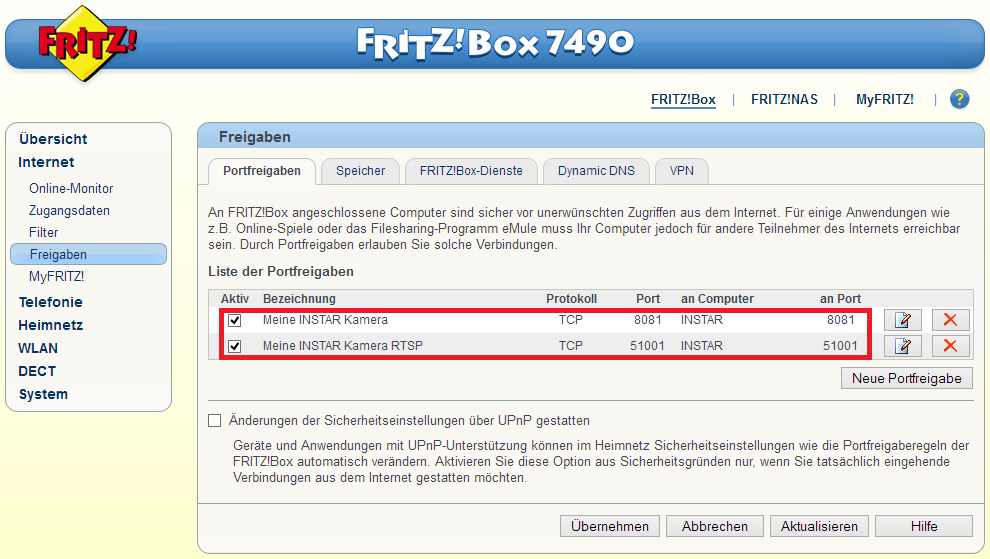 FRITZ!
FRITZ!Box 7490
FRITZ!Box | FRITZ!NAS | MyFRITZ! | ?
Übersicht
Internet
Online-Monitor
Zugangsdaten
Filter
Freigaben
MyFRITZ!
Telefonie
Heimnetz
WLAN
DECT
System
Freigaben
Portfreigaben Speicher FRITZ!Box-Dienste Dynamic DNS VPN
An FRITZ!Box angeschlossene Computer sind sicher vor unerwünschten Zugriffen aus dem Internet. Für einige Anwendungen wie
z.B. Online-Spiele oder das Filesharing-Programm eMule muss Ihr Computer jedoch für andere Teilnehmer des Internets erreichbar
sein. Durch Portfreigaben erlauben Sie solche Verbindungen.
Liste der Portfreigaben
Aktiv Bezeichnung Protokoll Port an Computer an Port
Meine INSTAR Kamera TCP 8081 INSTAR 8081
Meine INSTAR Kamera RTSP TCP 51001 INSTAR 51001
Neue Portfreigabe
Änderungen der Sicherheitseinstellungen über UPnP gestatten
Geräte und Anwendungen mit UPnP-Unterstützung können im Heimnetz Sicherheitseinstellungen wie die Portfreigaberegeln der
FRITZ!Box automatisch verändern. Aktivieren Sie diese Option aus Sicherheitsgründen nur, wenn Sie tatsächlich eingehende
Verbindungen aus dem Internet gestatten möchten.
Übernehmen Abbrechen Aktualisieren Hilfe